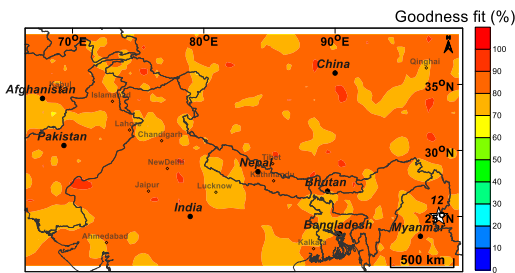 Goodness fit (%)
70°E 80°E 90°E
China
Qinghai
Kabul
Afghanistan
Islamabad
35°N
Lahore
Pakistan
Chandigarh
30°N
NewDelhi
Nepal
Tibet
Kathmandu
Jaipur
Lucknow
Bhutan
12
India
25°N
Bangladesh
Myanmar
Ahmedabad
Kalkata
500 km
N
110
100
90
80
70
60
50
40
30
20
10
0